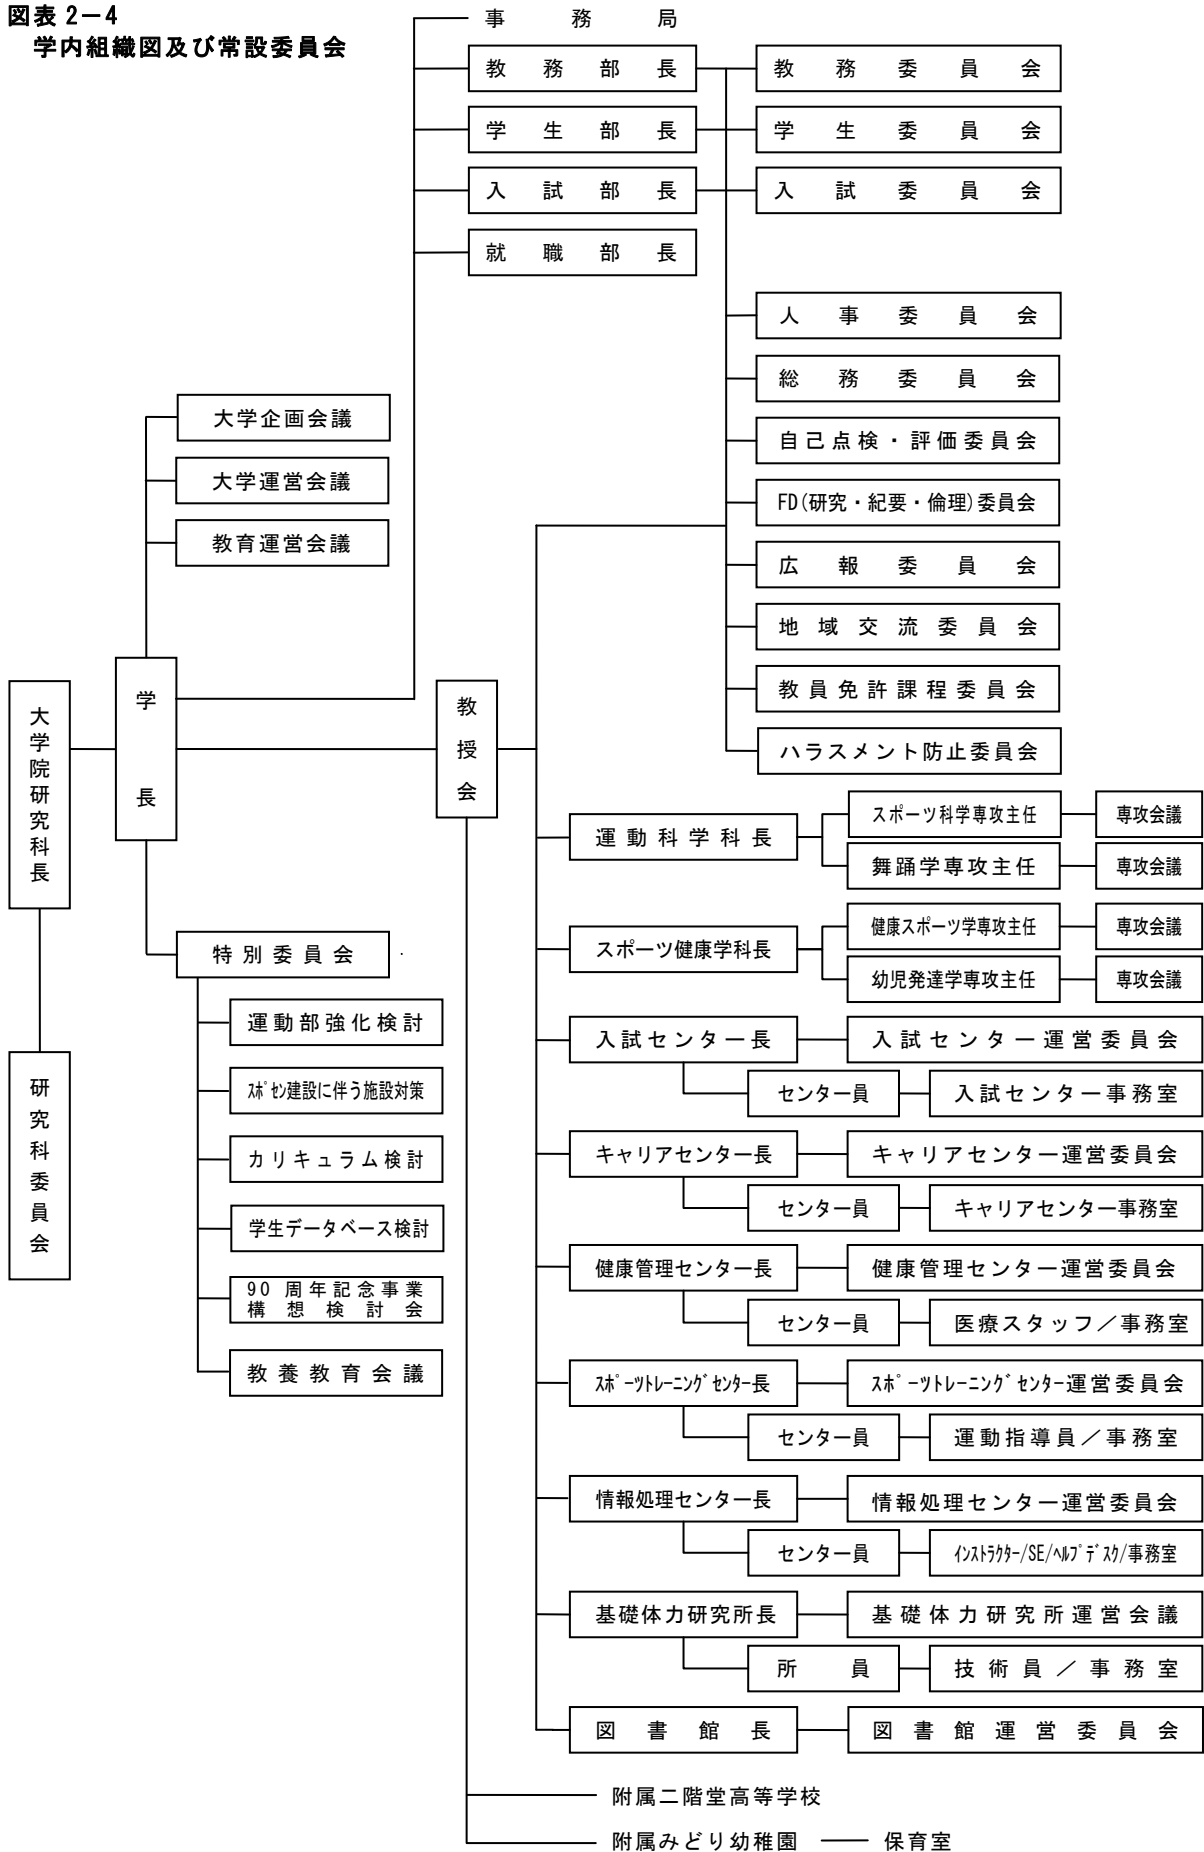 図表 2－4
学内組織図及び常設委員会
事務局
教務部長
教務委員会
学生部長
学生委員会
入試部長
入試委員会
就職部長
人事委員会
総務委員会
自己点検・評価委員会
FD(研究・紀要・倫理)委員会
広報委員会
地域交流委員会
教員免許課程委員会
ハラスメント防止委員会
大学企画会議
大学運営会議
教育運営会議
学長
大学院研究科長
研究科委員会
教授会
特別委員会
運動部強化検討
ｽﾎﾟｾﾝ建設に伴う施設対策
カリキュラム検討
学生データベース検討
90 周年記念事業
構想検討会
教養教育会議
運動科学科長
スポーツ科学専攻主任
専攻会議
舞踊学専攻主任
専攻会議
スポーツ健康学科長
健康スポーツ学専攻主任
専攻会議
幼児発達学専攻主任
専攻会議
入試センター長
入試センター運営委員会
センター員
入試センター事務室
キャリアセンター長
キャリアセンター運営委員会
センター員
キャリアセンター事務室
健康管理センター長
健康管理センター運営委員会
センター員
医療スタッフ／事務室
ｽﾎﾟｰﾂﾄﾚｰﾆﾝｸﾞｾﾝﾀｰ長
ｽﾎﾟｰﾂﾄﾚｰﾆﾝｸﾞｾﾝﾀｰ運営委員会
センター員
運動指導員／事務室
情報処理センター長
情報処理センター運営委員会
センター員
ｲﾝｽﾄﾗｸﾀｰ/SE/ﾍﾙﾌﾟﾃﾞｽｸ/事務室
基礎体力研究所長
基礎体力研究所運営会議
所員
技術員／事務室
図書館長
図書館運営委員会
附属二階堂高等学校
附属みどり幼稚園
保育室